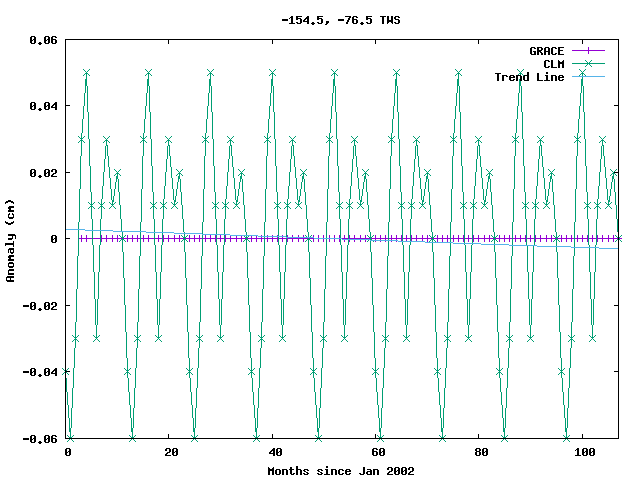 -154.5, -76.5 TWS
GRACE
CLM
Trend Line
0.06
0.04
0.02
0
-0.02
-0.04
-0.06
Anomaly (cm)
0 20 40 60 80 100
Months since Jan 2002